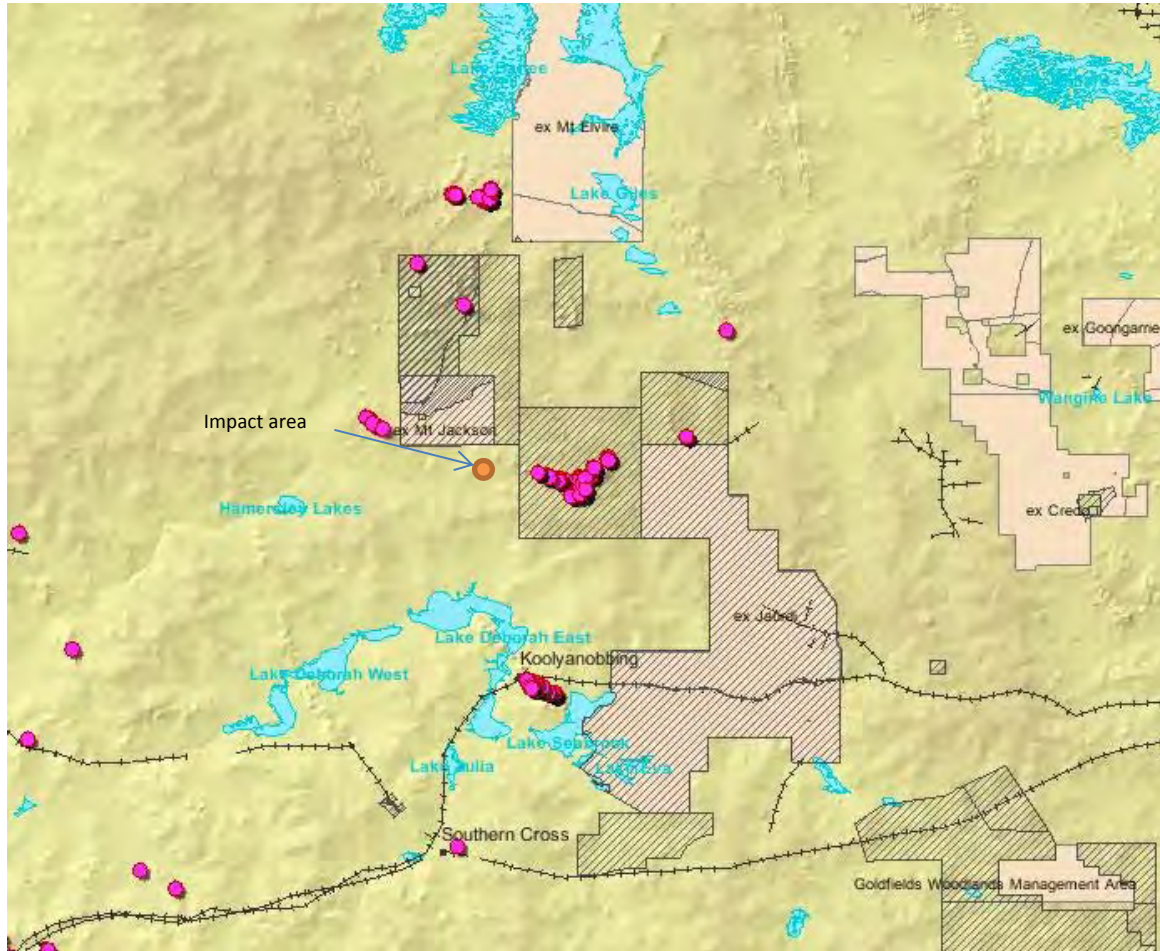 Lake Barlee
ex Mt Elvire
Lake Giles
ex Goongarrie
Wangine Lake
Impact area
ex Mt Jackson
Hamersley Lakes
ex Credo
ex Jaurdi
Lake Deborah East
Koolyanobbing
Lake Deborah West
Lake Seabrook
Lake Julia
Lake Eva
Southern Cross
Goldfields Woodlands Management Area